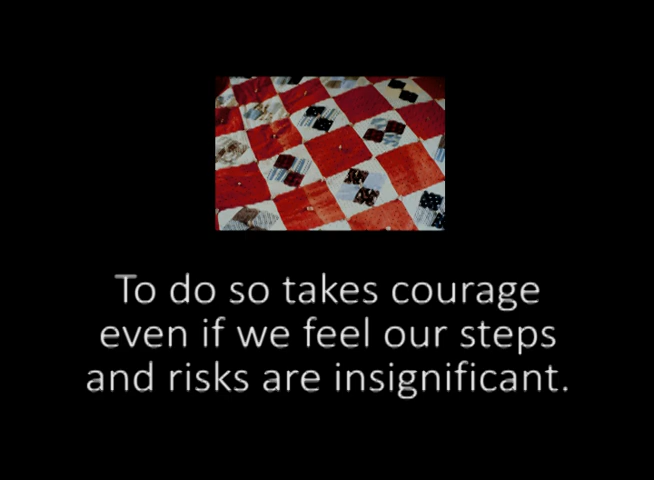 To do so takes courage
even if we feel our steps
and risks are insignificant.